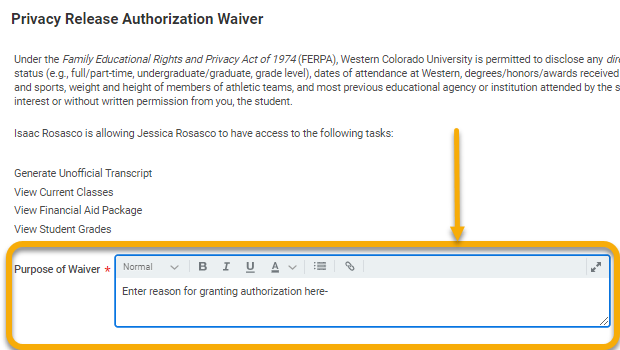 Privacy Release Authorization Waiver
Under the Family Educational Rights and Privacy Act of 1974 (FERPA), Western Colorado University is permitted to disclose any
status (e.g., full/part-time, undergraduate/graduate, grade level), dates of attendance at Western, degrees/honors/awards received
and sports, weight and height of members of athletic teams, and most previous educational agency or institution attended by the s
interest or without written permission from you, the student.
Isaac Rosasco is allowing Jessica Rosasco to have access to the following tasks:
Generate Unofficial Transcript
View Current Classes
View Financial Aid Package
View Student Grades
Purpose of Waiver *
Normal B I U A
Enter reason for granting authorization here-